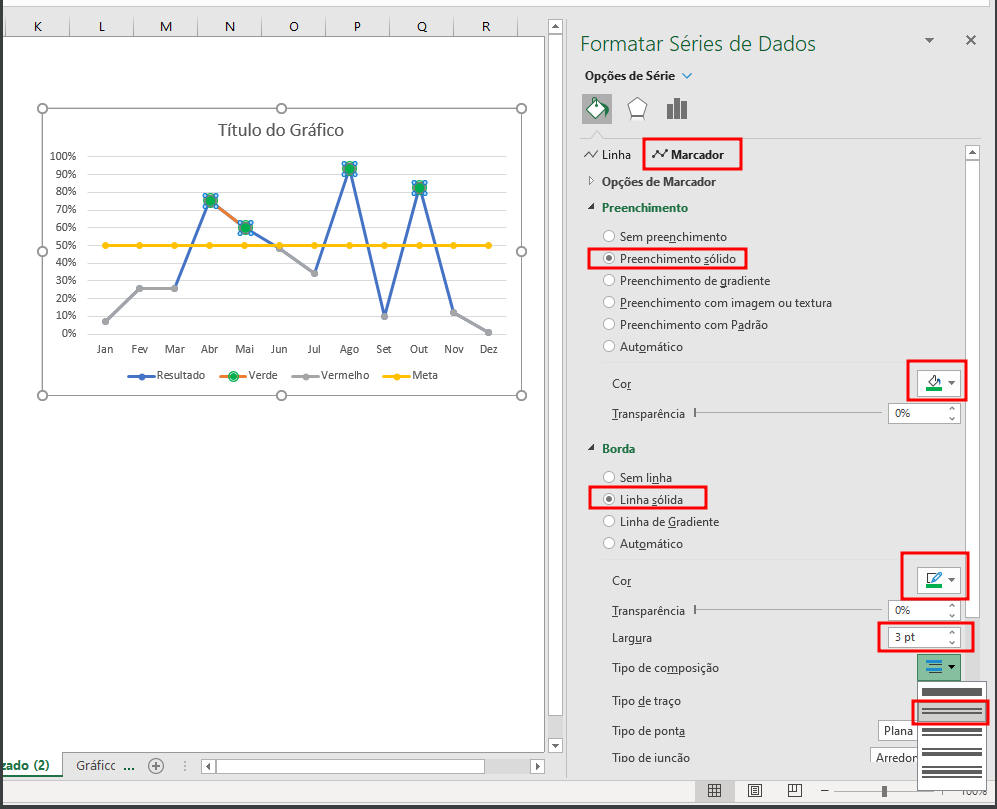 K L M N O P Q R
Formatar Séries de Dados
Opções de Série
Linha Marcador
Opções de Marcador
Preenchimento
Sem preenchimento
Preenchimento sólido
Preenchimento de gradiente
Preenchimento com imagem ou textura
Preenchimento com Padrão
Automático
Cor
Transparência 0%
Borda
Sem linha
Linha sólida
Linha de Gradiente
Automático
Cor
Transparência 0%
Largura 3 pt
Tipo de composição
Tipo de traço
Tipo de ponta Plana
Tipo de junção Arredon
Título do Gráfico
100%
90%
80%
70%
60%
50%
40%
30%
20%
10%
0%
Jan Fev Mar Abr Mai Jun Jul Ago Set Out Nov Dez
Resultado Verde Vermelho Meta
zado (2) Gráficc ...
100%